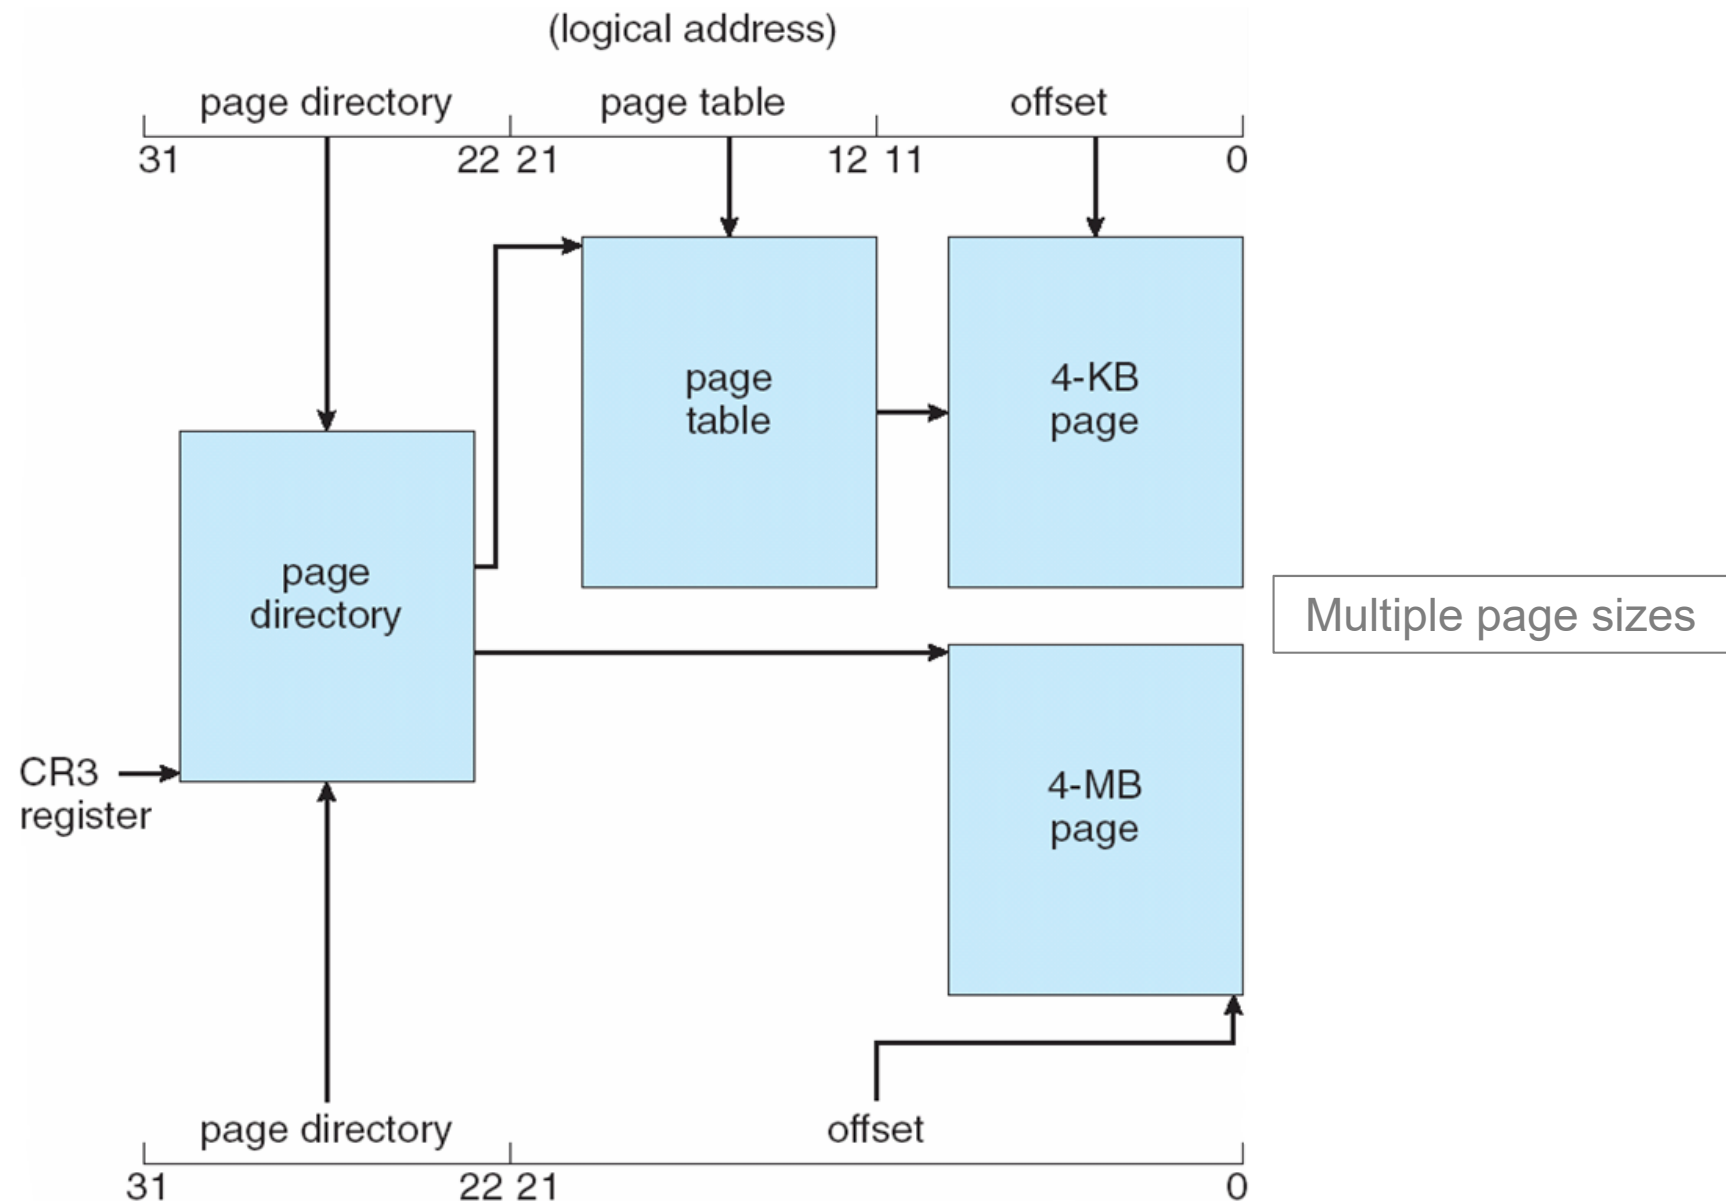 (logical address)
page directory page table offset
31 22 21 12 11 0
page
table
4-KB
page
page
directory
Multiple page sizes
CR3
register
4-MB
page
page directory offset
31 22 21 0